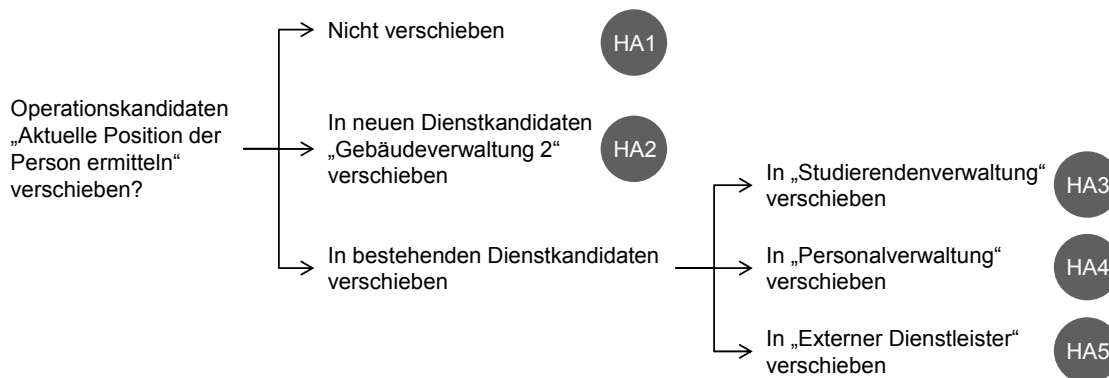 Operationskandidaten
„Aktuelle Position der
Person ermitteln“
verschieben?
Nicht verschieben
HA1
In neuen Dienstkandidaten
„Gebäudeverwaltung 2“
verschieben
HA2
In bestehenden Dienstkandidaten
verschieben
In „Studierendenverwaltung“
verschieben
HA3
In „Personalverwaltung“
verschieben
HA4
In „Externer Dienstleister“
verschieben
HA5